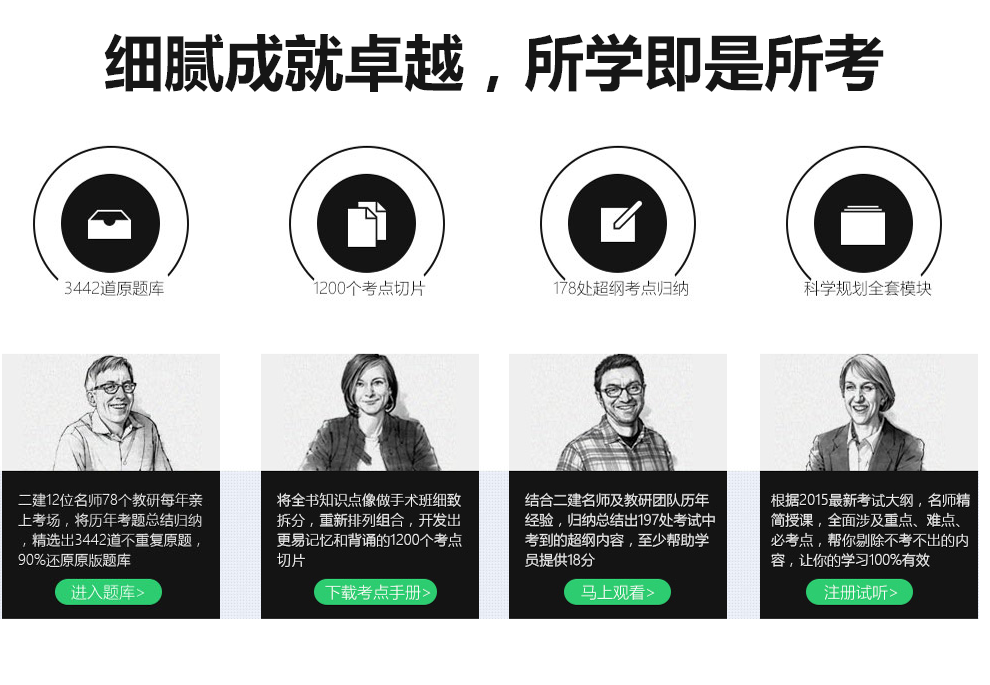 细腻成就卓越，所学即是所考
3442道原题库
1200个考点切片
178处超纲考点归纳
科学规划全套模块
二建12位名师78个教研每年亲
上考场，将历年考题总结归纳
，精选出3442道不重复原题，
90%还原原版题库
进入题库>
将全书知识点像做手术班细致
拆分，重新排列组合，开发出
更易记忆和背诵的1200个考点
切片
下载考点手册>
结合二建名师及教研团队历年
经验，归纳总结出197处考试中
考到的超纲内容，至少帮助学
员提供18分
马上观看>
根据2015最新考试大纲，名师精
简授课，全面涉及重点、难点、
必考点，帮你剔除不考不出的内
容，让你的学习100%有效
注册试听>